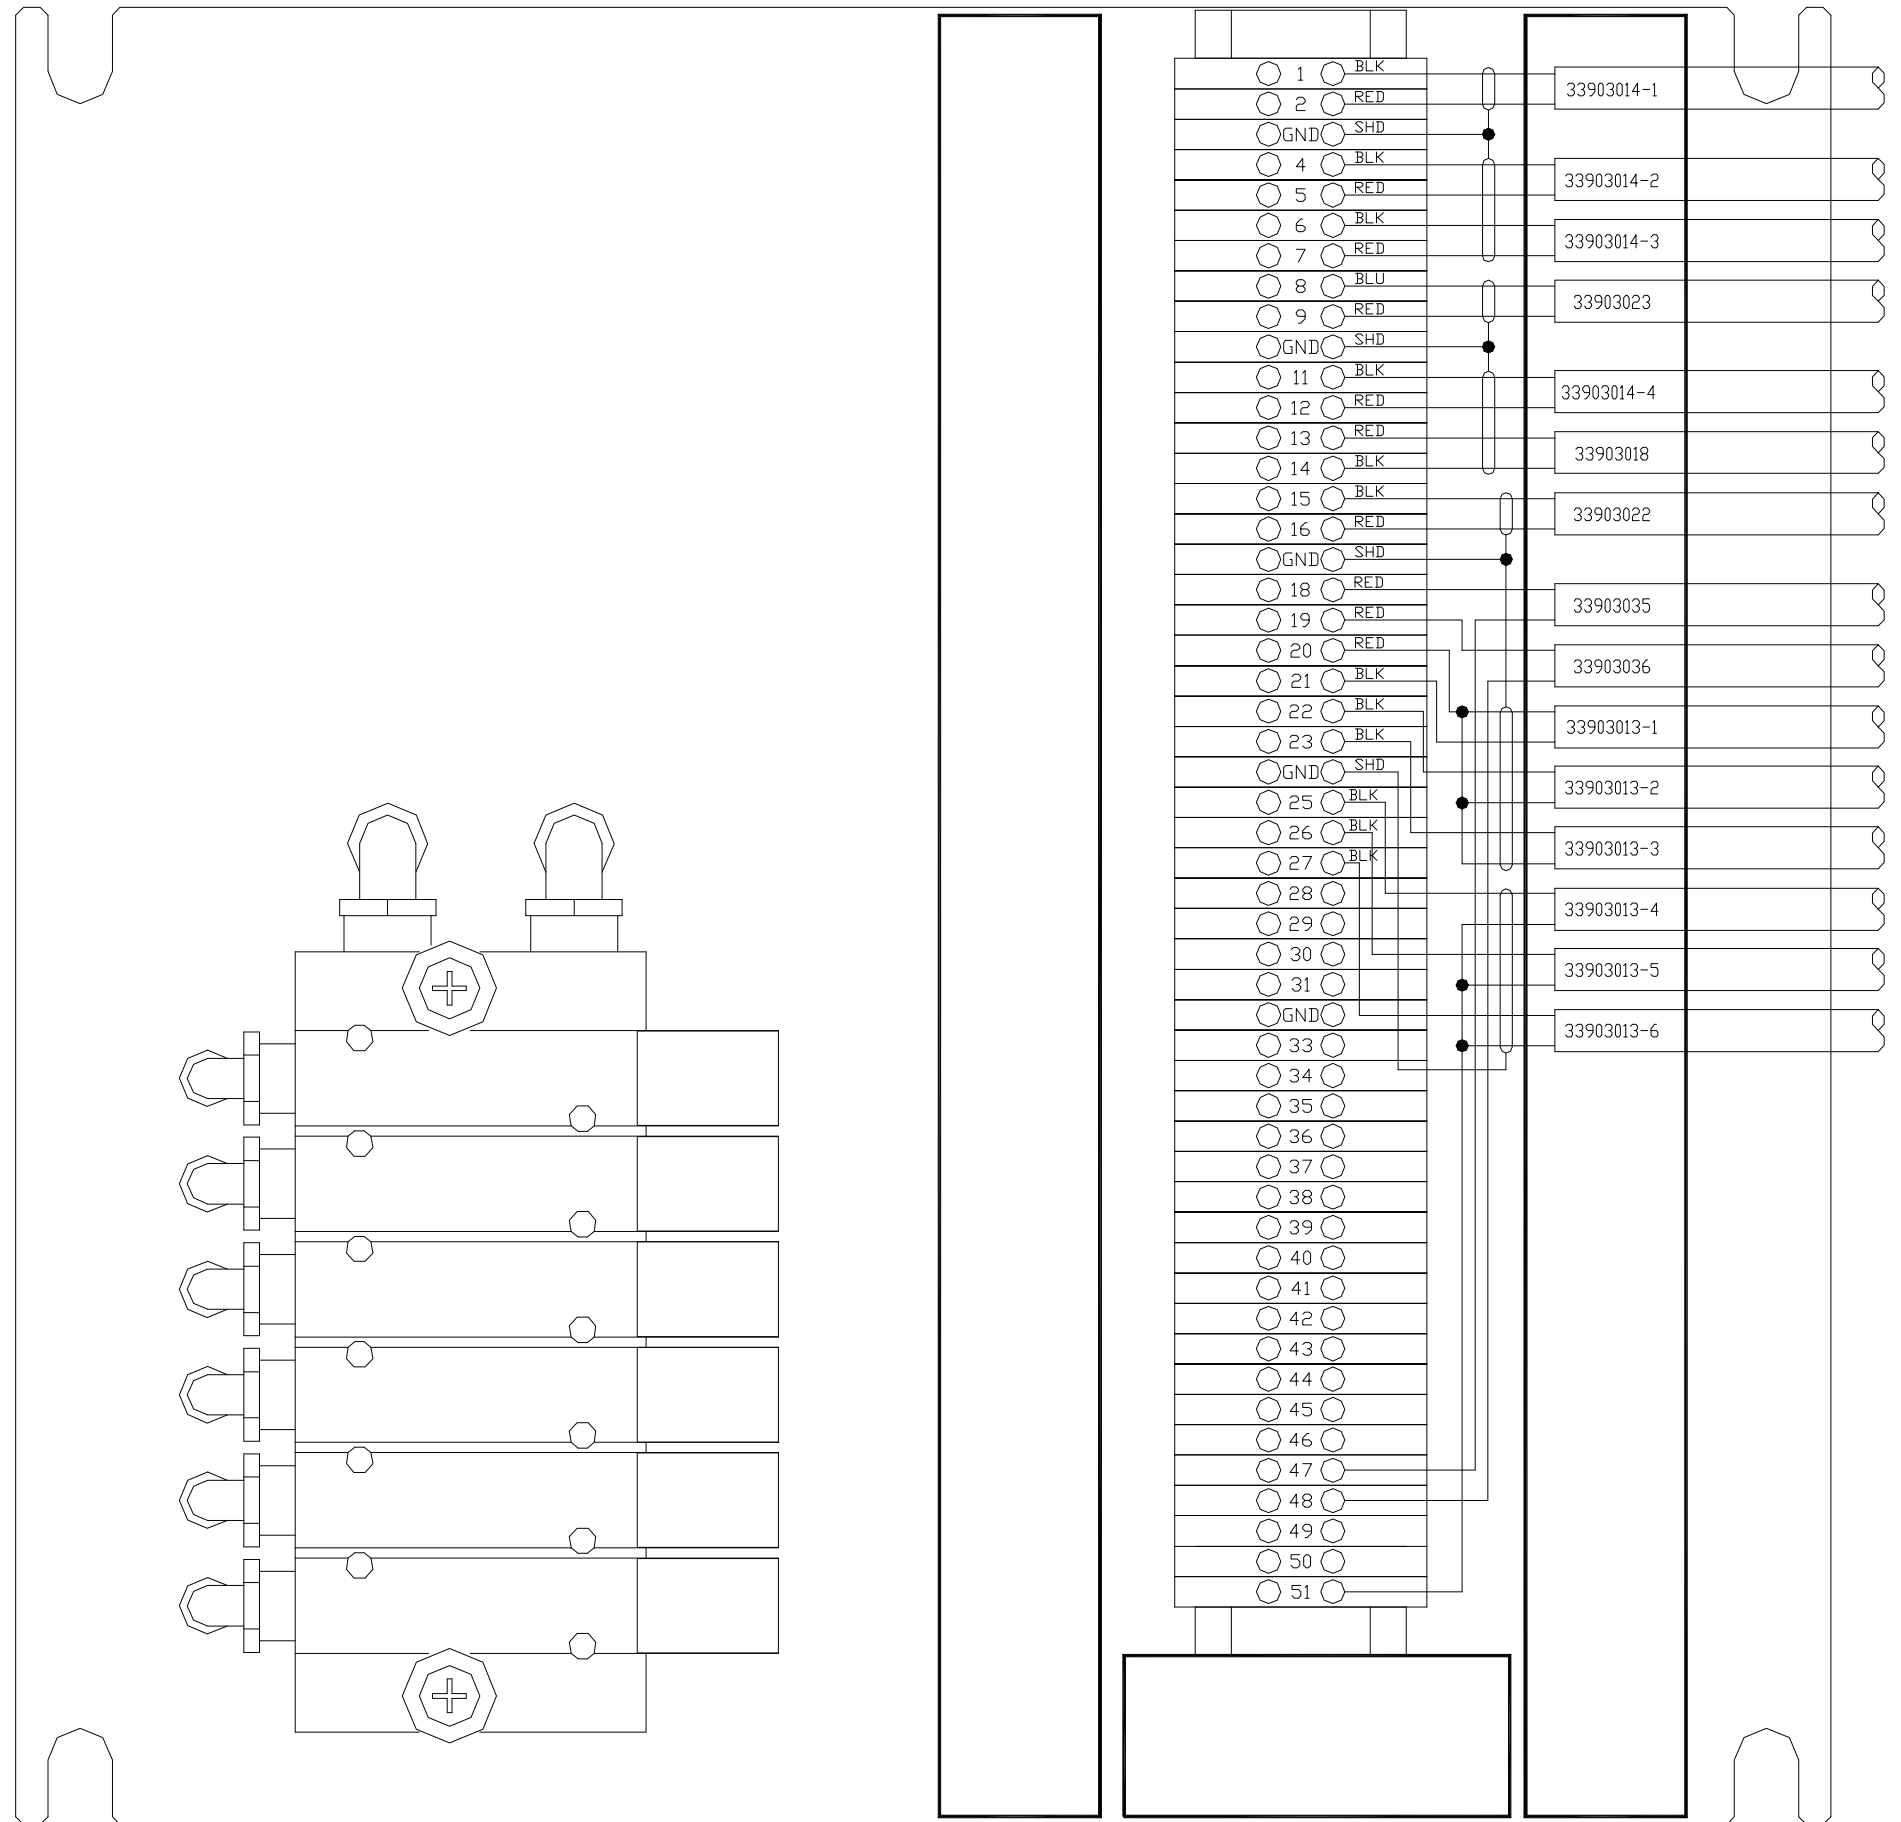 1 BLK
33903014-1
2 RED
GND SHD
4 BLK
33903014-2
5 RED
6 BLK
33903014-3
7 RED
8 BLU
33903023
9 RED
GND SHD
11 BLK
33903014-4
12 RED
13 RED
33903018
14 BLK
15 BLK
33903022
16 RED
GND SHD
18 RED
33903035
19 RED
20 RED
33903036
21 BLK
22 BLK
33903013-1
23 BLK
GND SHD
33903013-2
25 BLK
26 BLK
33903013-3
27 BLK
28
33903013-4
29
30
33903013-5
31
GND
33903013-6
33
34
35
36
37
38
39
40
41
42
43
44
45
46
47
48
49
50
51